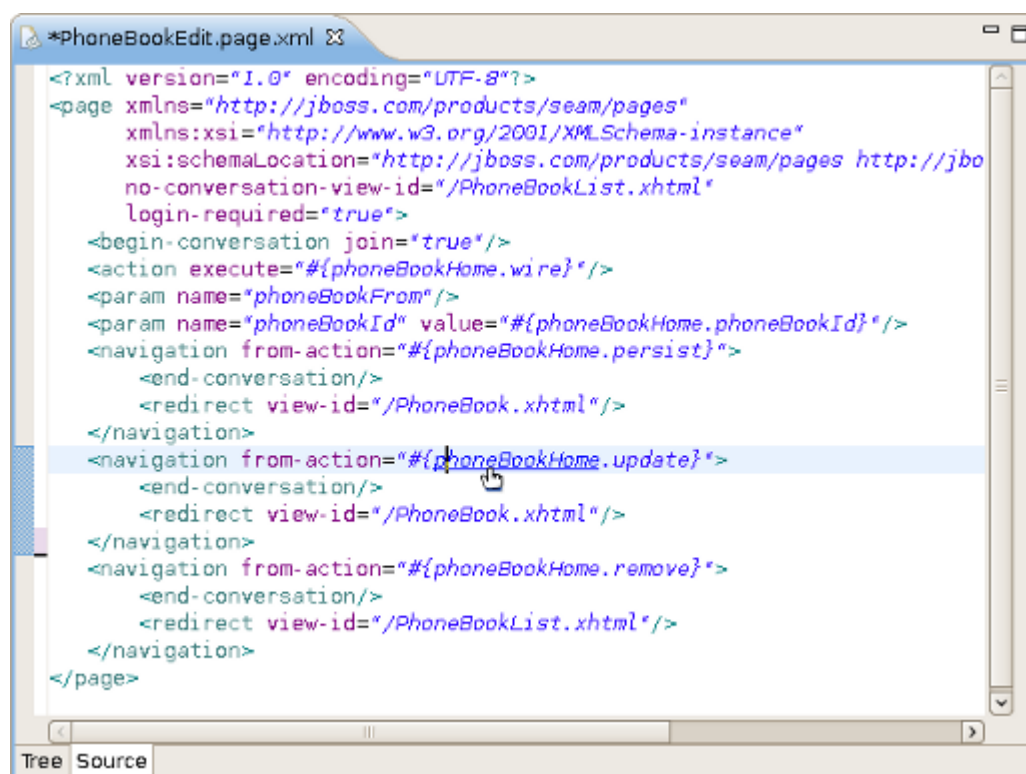 *PhoneBookEdit.page.xml
<?xml version="1.0" encoding="UTF-8"?>
<page xmlns="http://jboss.com/products/seam/pages"
xmlns:xsi="http://www.w3.org/2001/XMLSchema-instance"
xsi:schemaLocation="http://jboss.com/products/seam/pages http://jbo
no-conversation-view-id="/PhoneBookList.xhtml"
login-required="true">
<begin-conversation join="true"/>
<action execute="#{phoneBookHome.wire}"/>
<param name="phoneBookFrom"/>
<param name="phoneBookId" value="#{phoneBookHome.phoneBookId}"/>
<navigation from-action="#{phoneBookHome.persist}">
<end-conversation/>
<redirect view-id="/PhoneBook.xhtml"/>
</navigation>
<navigation from-action="#{phoneBookHome.update}">
<end-conversation/>
<redirect view-id="/PhoneBook.xhtml"/>
</navigation>
<navigation from-action="#{phoneBookHome.remove}">
<end-conversation/>
<redirect view-id="/PhoneBookList.xhtml"/>
</navigation>
</page>
Tree Source